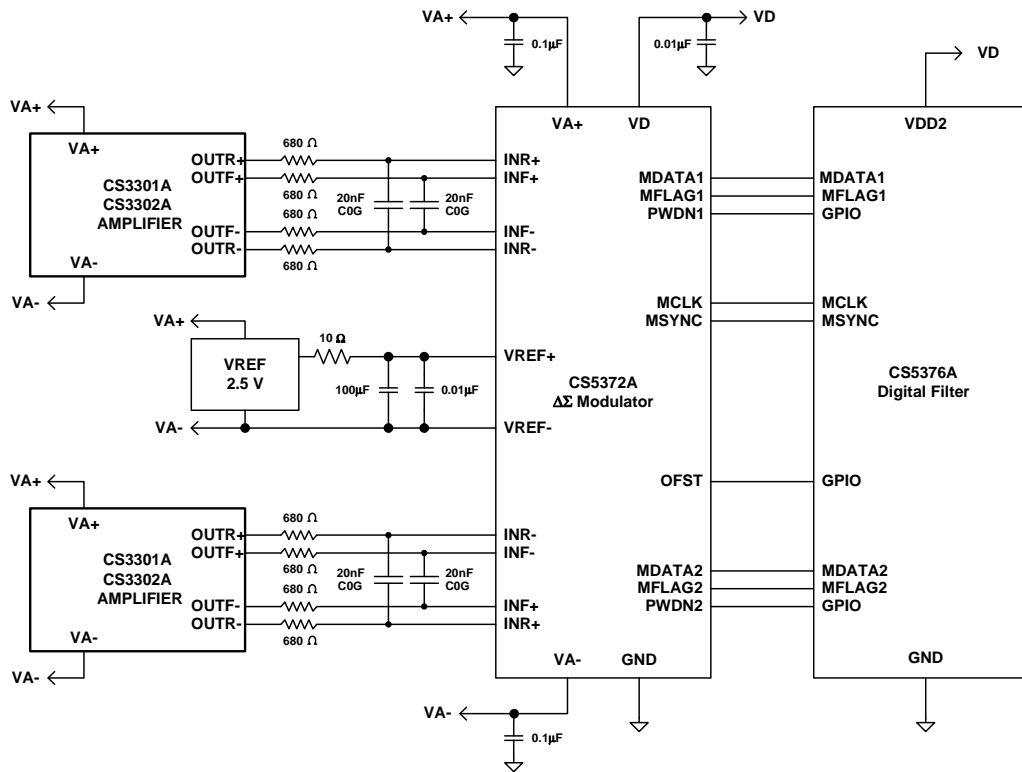 VA+
0.1µF
0.01µF
VD
VD
VA+
VA+
CS3301A
CS3302A
AMPLIFIER
VA-
VA-
OUTR+
OUTF+
OUTF-
OUTR-
680 Ω
680 Ω
680 Ω
680 Ω
20nF
C0G
20nF
C0G
VA+
VREF
2.5 V
VA-
10 Ω
100µF
0.01µF
VA+
VA+
CS3301A
CS3302A
AMPLIFIER
VA-
VA-
OUTR+
OUTF+
OUTF-
OUTR-
680 Ω
680 Ω
680 Ω
680 Ω
20nF
C0G
20nF
C0G
VA+
VD
INR+
INF+
INF-
INR-
VREF+
VREF-
INR-
INF-
INF+
INR+
CS5372A
ΔΣ Modulator
MDATA1
MFLAG1
PWDN1
MCLK
MSYNC
OFST
MDATA2
MFLAG2
PWDN2
VA-
GND
VA-
0.1µF
VDD2
MDATA1
MFLAG1
GPIO
MCLK
MSYNC
CS5376A
Digital Filter
GPIO
MDATA2
MFLAG2
GPIO
GND